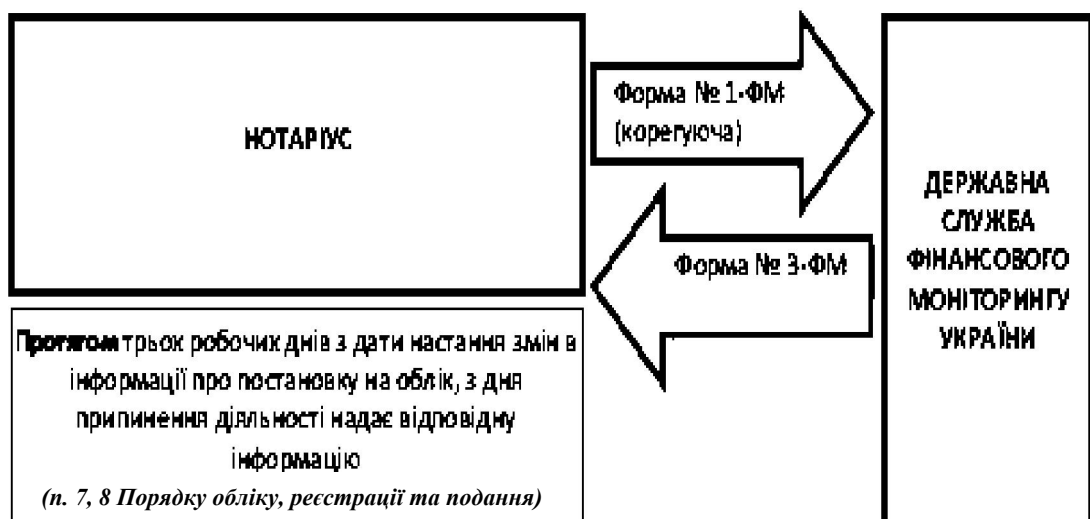 НОТАРІУС
Форма № 1-ФМ
(корегуюча)
Форма № 3-ФМ
ДЕРЖАВНА
СЛУЖБА
ФІНАНСОВОГО
МОНІТОРИНГУ
УКРАЇНИ
Протягом трьох робочих днів з дати настання змін в
інформації про постановку на облік, з дня
припинення діяльності надає відповідну
інформацію
(п. 7, 8 Порядку обліку, реєстрації та подання)